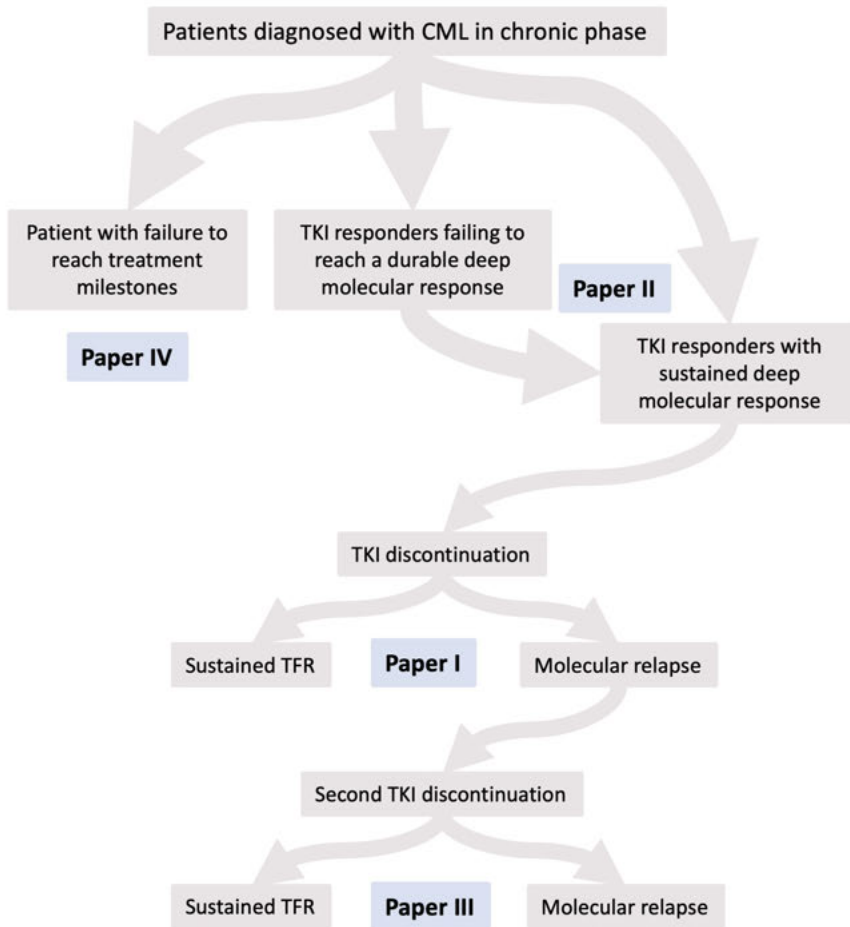 Patients diagnosed with CML in chronic phase
Patient with failure to
reach treatment
milestones
TKI responders failing to
reach a durable deep
molecular response
Paper II
Paper IV
TKI responders with
sustained deep
molecular response
TKI discontinuation
Sustained TFR
Paper I
Molecular relapse
Second TKI discontinuation
Sustained TFR
Paper III
Molecular relapse